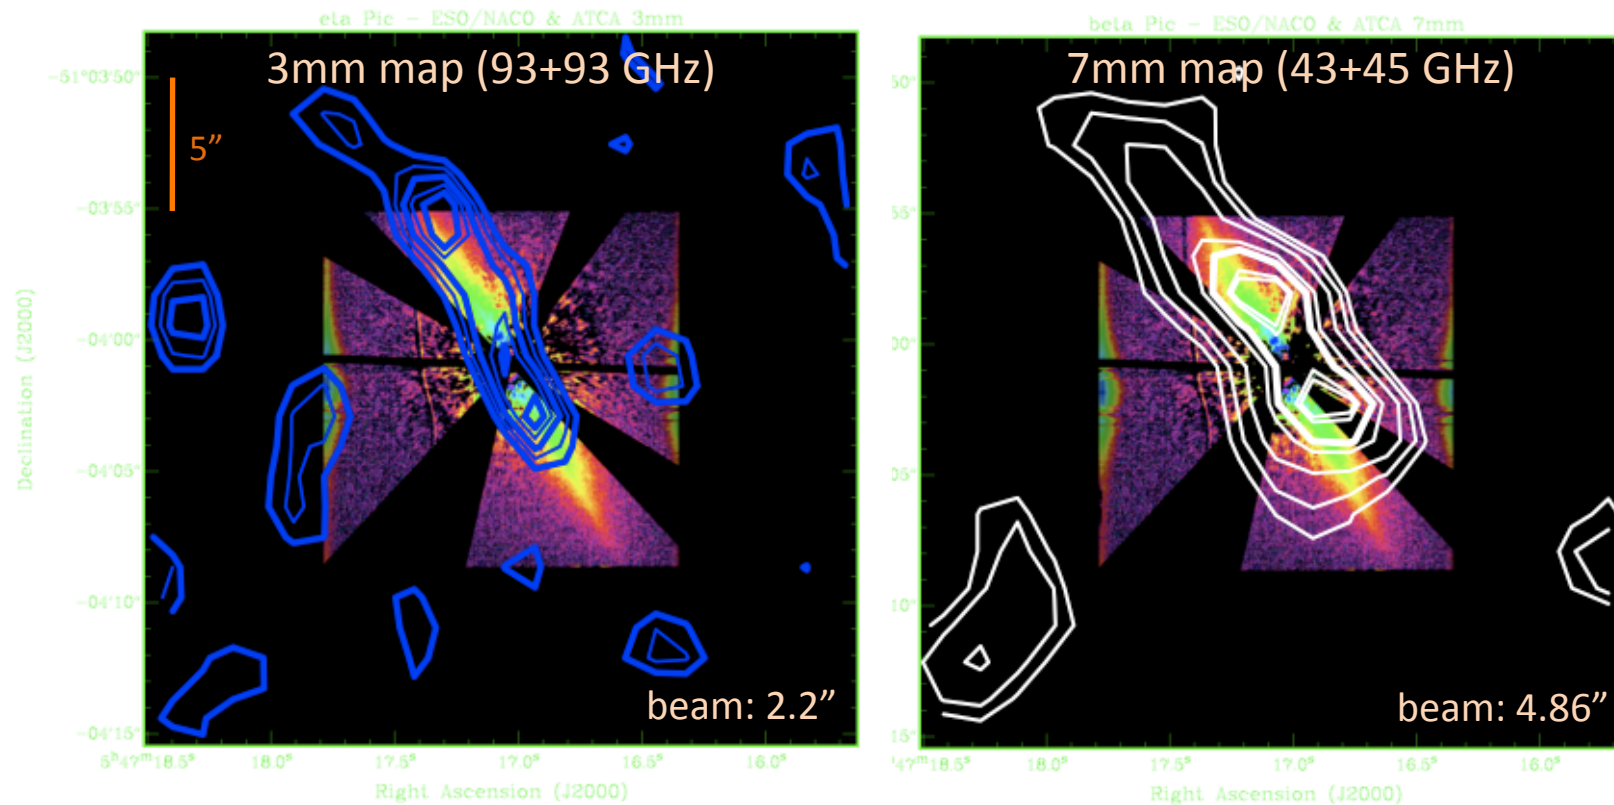 eta Pic - ESO/NACO & ATCA 3mm
3mm map (93+93 GHz)
-51°03'50"
5”
-03'55"
-04'00"
-04'05"
-04'10"
-04'15"
Declination (J2000)
beam: 2.2”
5ʰ47ᵐ18.5ˢ 18.0ˢ 17.5ˢ 17.0ˢ 16.5ˢ 16.0ˢ
Right Ascension (J2000)
beta Pic - ESO/NACO & ATCA 7mm
7mm map (43+45 GHz)
50"
55"
00"
05"
10"
15"
beam: 4.86”
'47ᵐ18.5ˢ 18.0ˢ 17.5ˢ 17.0ˢ 16.5ˢ 16.0ˢ
Right Ascension (J2000)